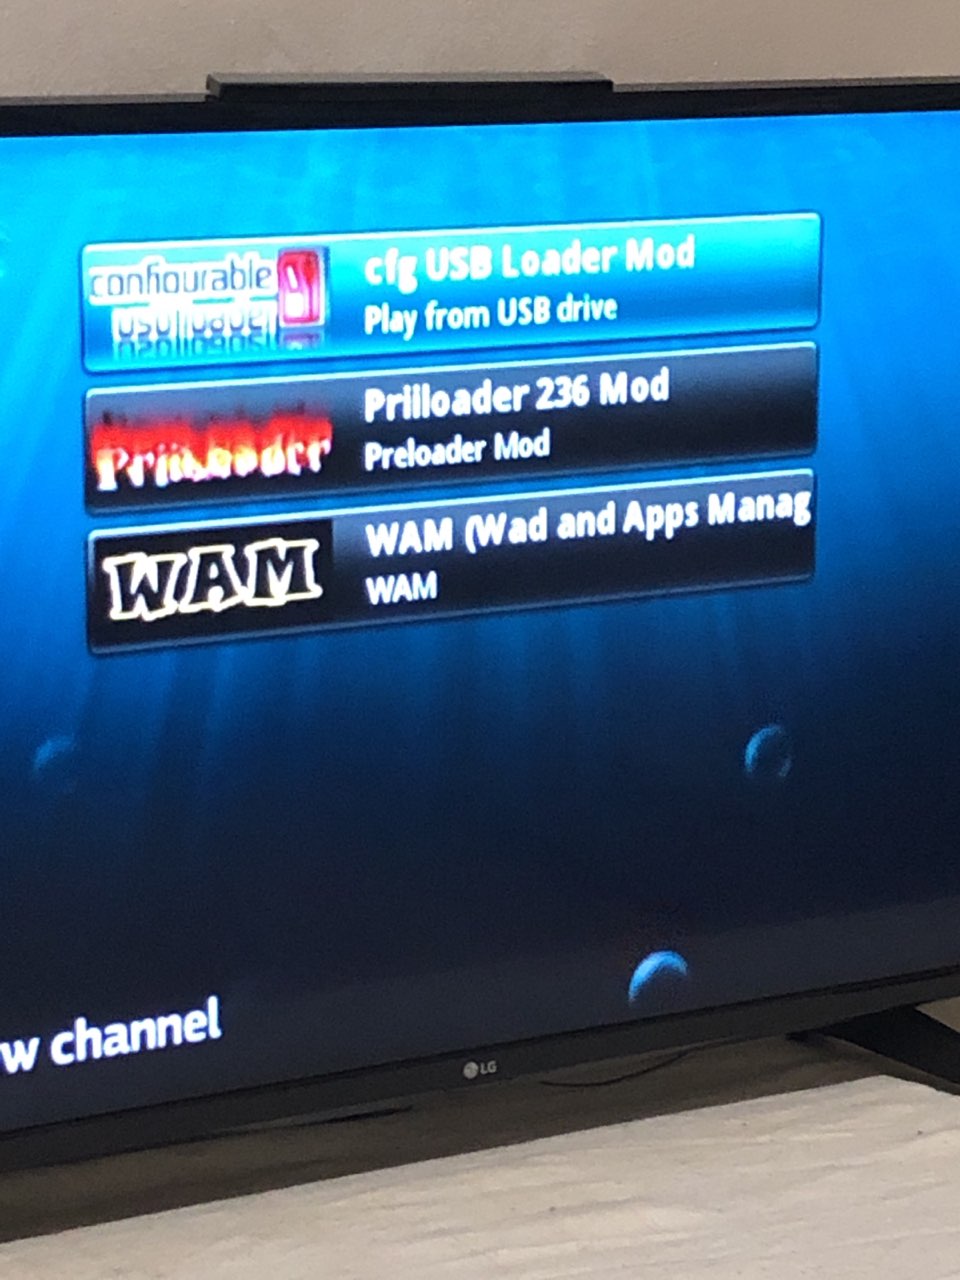 configurable
cfg USB Loader Mod
Play from USB drive
PriiLoader
Priiloader 236 Mod
Preloader Mod
WAM
WAM (Wad and Apps Manag
WAM
w channel
LG